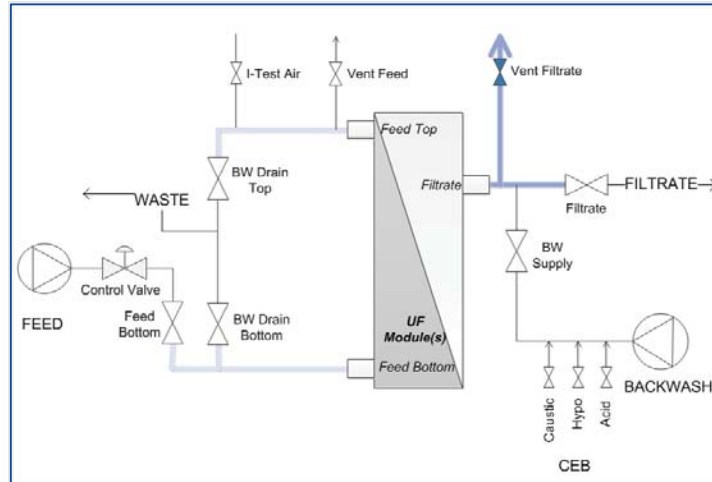 I-Test Air
Vent Feed
Vent Filtrate
Feed Top
BW Drain
Top
Filtrate
FILTRATE
WASTE
Filtrate
BW
Supply
Control Valve
FEED
Feed
Bottom
BW Drain
Bottom
UF
Module(s)
Feed Bottom
BACKWASH
Caustic
Hypo
Acid
CEB